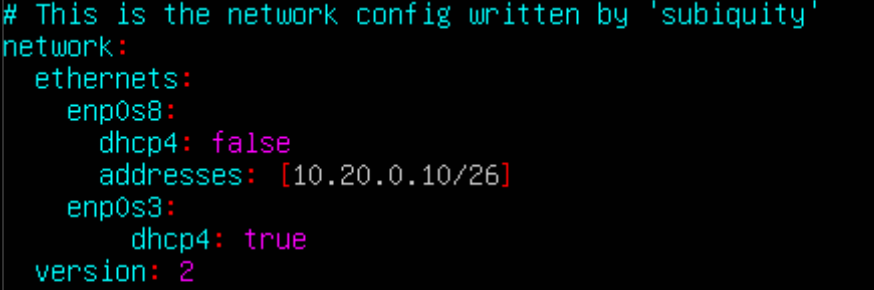 # This is the network config written by 'subiquity'
network:
  ethernets:
    enp0s8:
      dhcp4: false
      addresses: [10.20.0.10/26]
    enp0s3:
        dhcp4: true
  version: 2